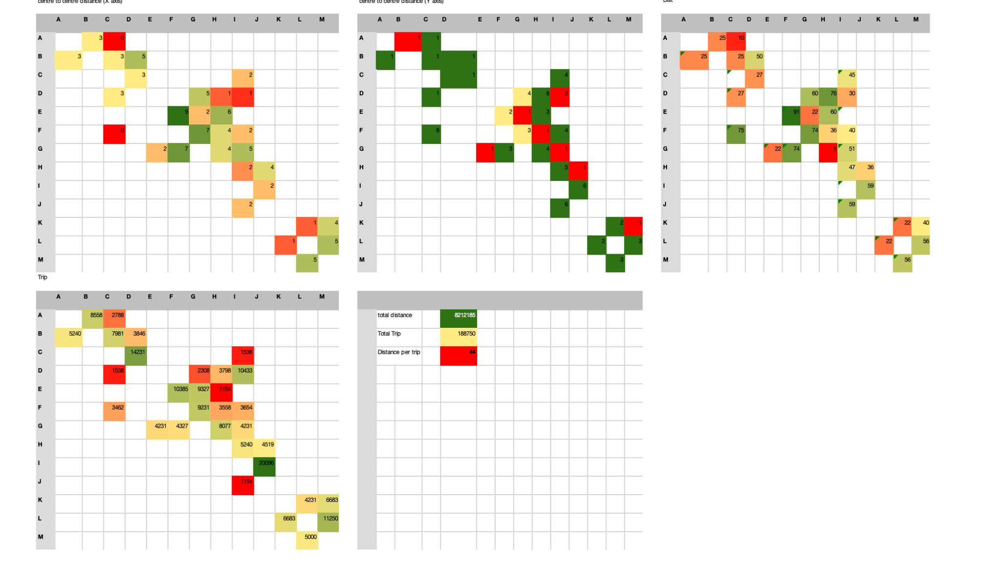 centre to centre distance (X axis)
centre to centre distance (Y axis)
Dist
A B C D E F G H I J K L M
A 3 0
B 3 3 5
C 3 2
D 3 5 1 1
E 9 2 6
F 0 7 4 2
G 2 7 4 5
H 2 4
I 2
J 2
K 1 4
L 1 5
M 5
A B C D E F G H I J K L M
A 1 1
B 1 1 1
C 1 4
D 1 4 8 3
E 2 1 3
F 8 3 1 4
G 1 3 4 1
H 5 1
I 6
J 6
K 2 1
L 2 3
M 3
A B C D E F G H I J K L M
A 25 10
B 25 25 50
C 27 45
D 27 60 76 30
E 91 22 60
F 75 74 36 40
G 22 74 5 51
H 47 36
I 59
J 59
K 22 40
L 22 56
M 56
Trip
A B C D E F G H I J K L M
A 8558 2788
B 5240 7981 3846
C 14231 1538
D 1538 2308 3798 10433
E 10385 9327 1154
F 3462 9231 3558 3654
G 4231 4327 8077 4231
H 5240 4519
I 20096
J 1154
K 4231 6683
L 6683 11250
M 5000
total distance 8212185
Total Trip 188750
Distance per trip 44